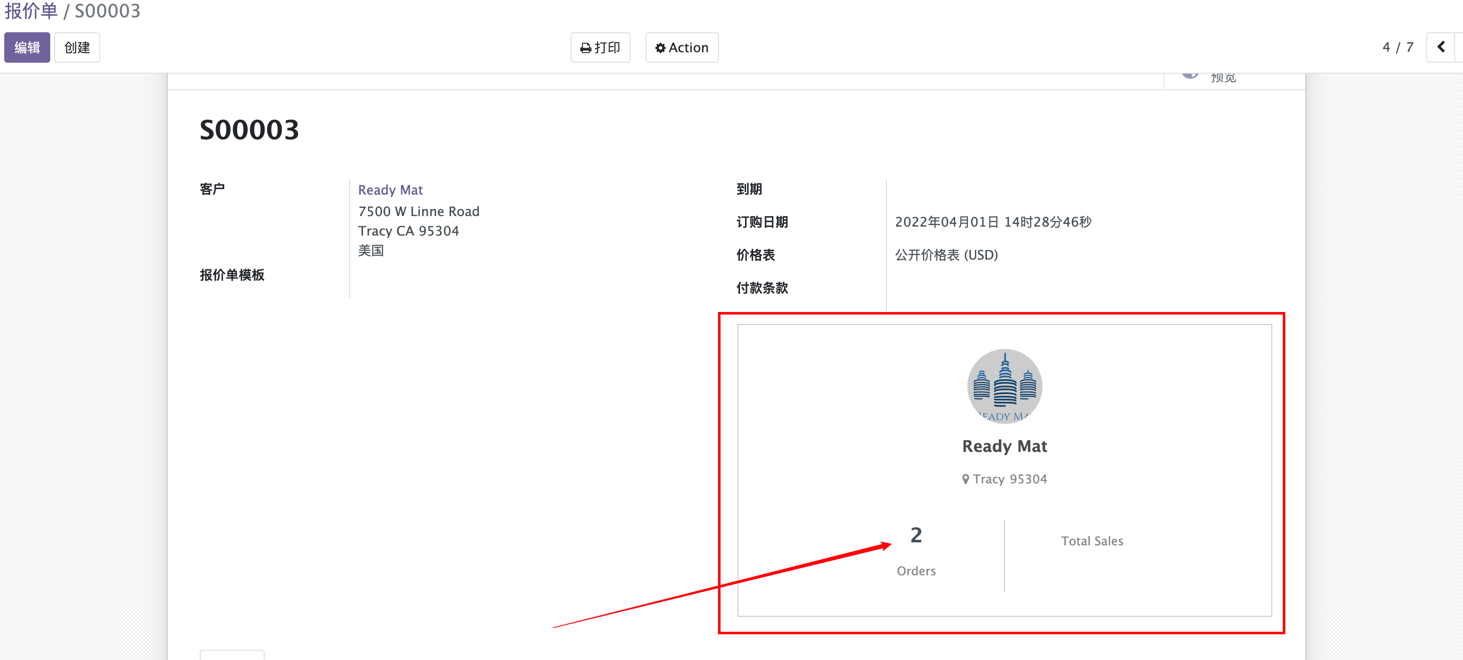 报价单 / S00003
编辑 创建 打印 Action 4 / 7
预览
S00003
客户 Ready Mat
7500 W Linne Road
Tracy CA 95304
美国
报价单模板
到期
订购日期 2022年04月01日 14时28分46秒
价格表 公开价格表 (USD)
付款条款
READY MA
Ready Mat
Tracy 95304
2
Orders
Total Sales